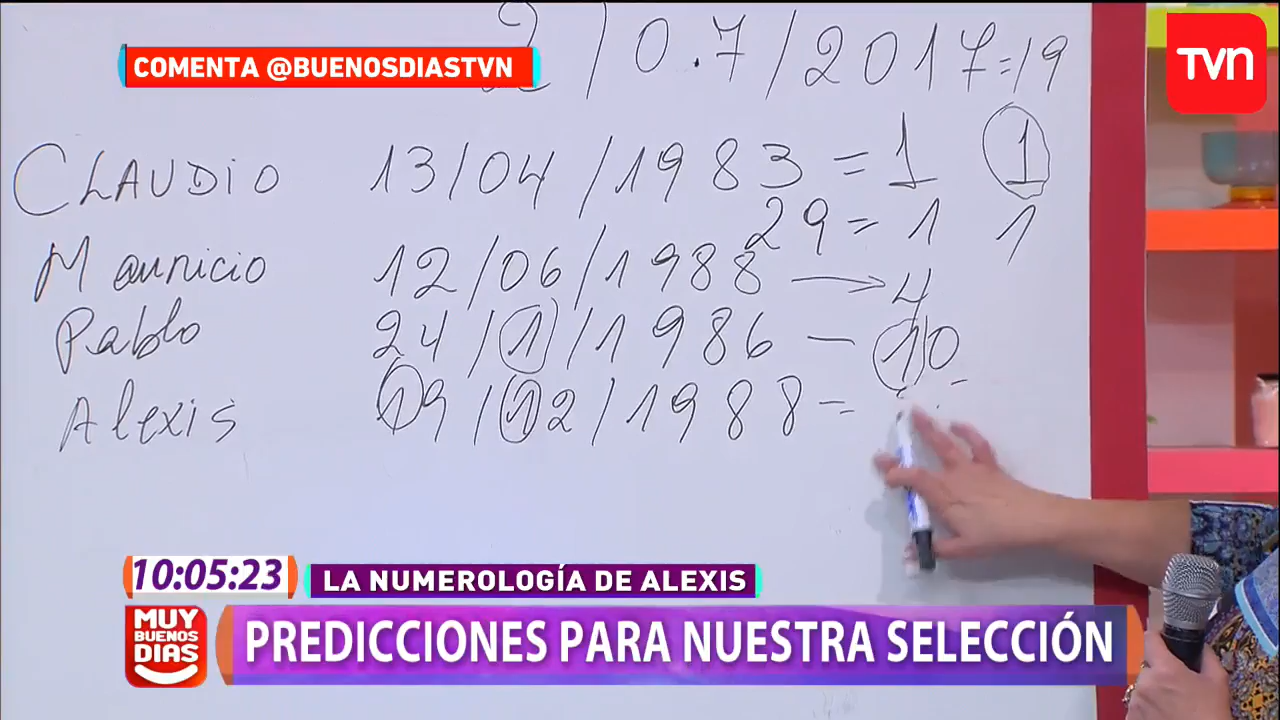 2/0.7/2017=19
COMENTA @BUENOSDIASTVN
TVN
CLAUDIO 13/04/1983=1 1
29=1 1
Mauricio 12/06/1988→4
Pablo 24/1/1986-10
Alexis 19/12/1988=
10:05:23
LA NUMEROLOGÍA DE ALEXIS
MUY
BUENOS
DIAS
PREDICCIONES PARA NUESTRA SELECCIÓN